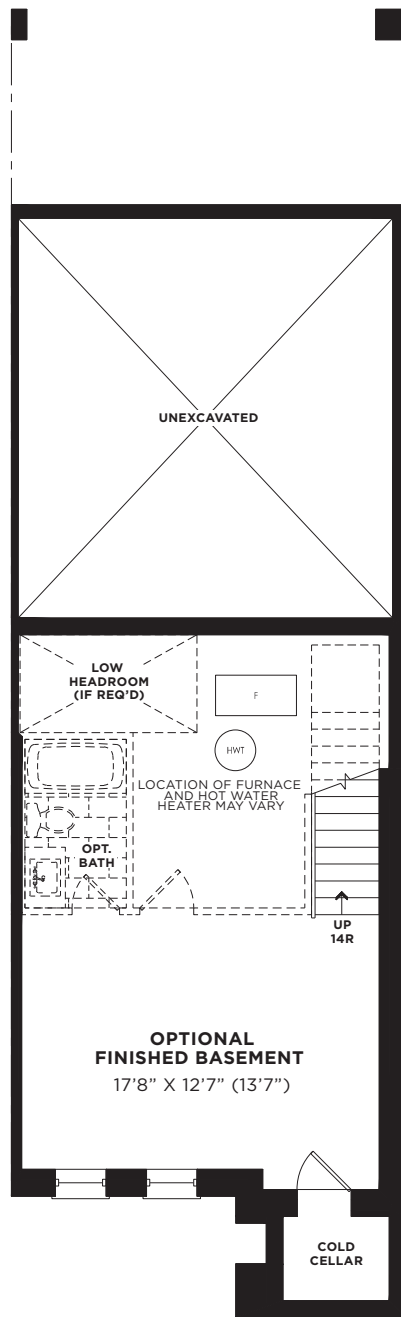 UNEXCAVATED
LOW
HEADROOM
(IF REQ'D)
F
HWT
LOCATION OF FURNACE
AND HOT WATER
HEATER MAY VARY
OPT.
BATH
UP
14R
OPTIONAL
FINISHED BASEMENT
17'8” X 12'7” (13'7”)
COLD
CELLAR